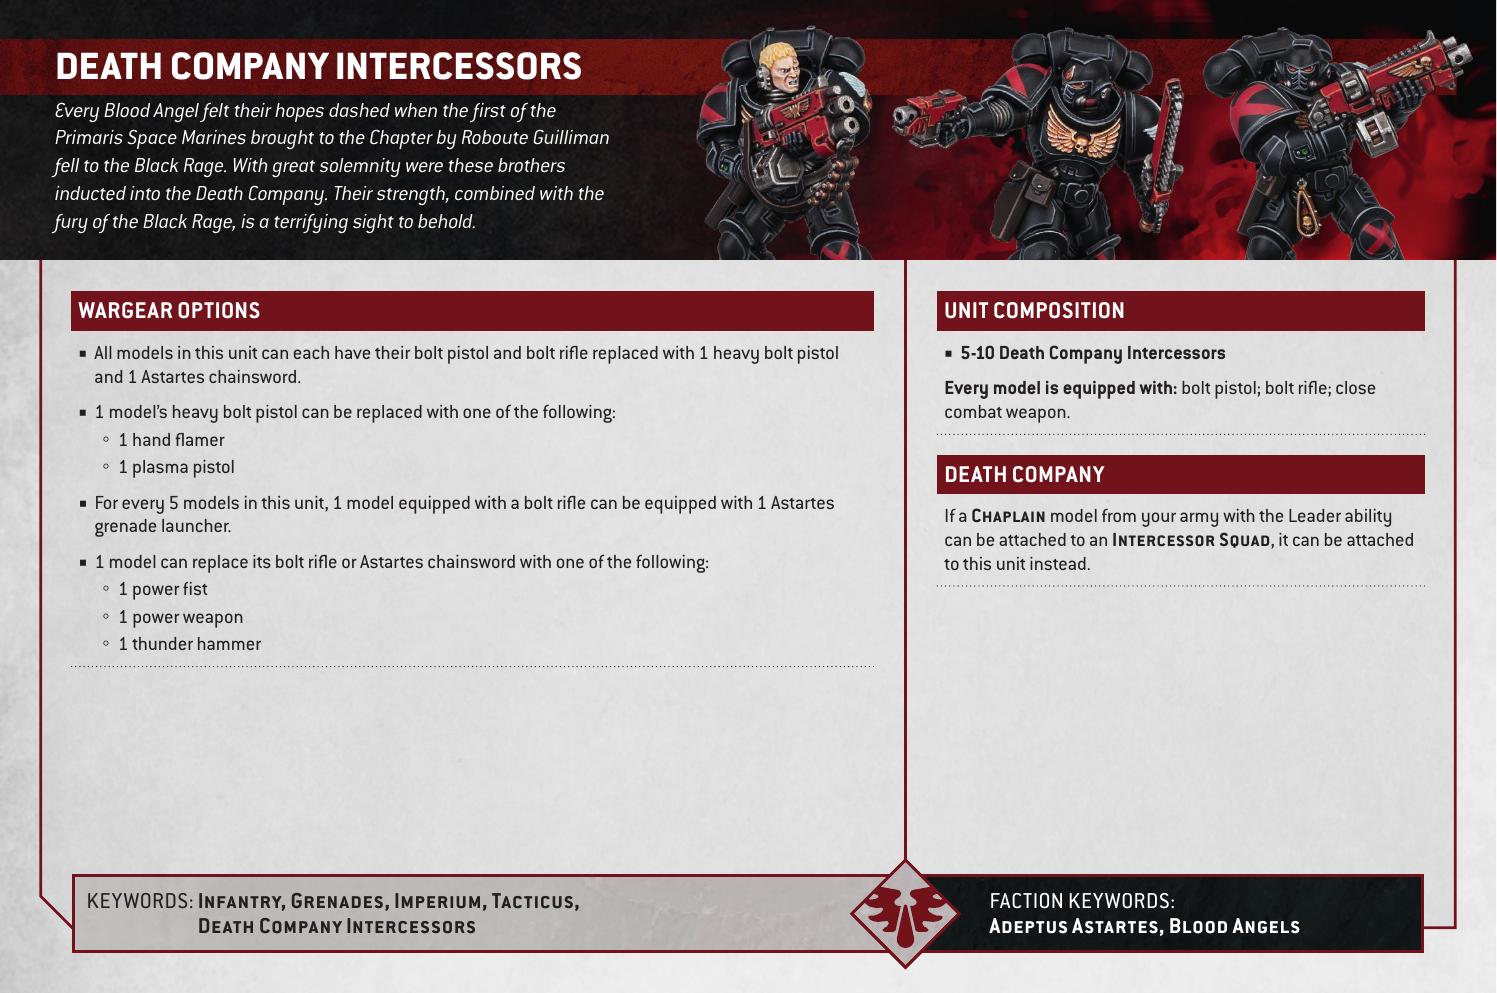 DEATH COMPANY INTERCESSORS
Every Blood Angel felt their hopes dashed when the first of the
Primaris Space Marines brought to the Chapter by Roboute Guilliman
fell to the Black Rage. With great solemnity were these brothers
inducted into the Death Company. Their strength, combined with the
fury of the Black Rage, is a terrifying sight to behold.
WARGEAR OPTIONS
▪ All models in this unit can each have their bolt pistol and bolt rifle replaced with 1 heavy bolt pistol
and 1 Astartes chainsword.
▪ 1 model’s heavy bolt pistol can be replaced with one of the following:
◦ 1 hand flamer
◦ 1 plasma pistol
▪ For every 5 models in this unit, 1 model equipped with a bolt rifle can be equipped with 1 Astartes
grenade launcher.
▪ 1 model can replace its bolt rifle or Astartes chainsword with one of the following:
◦ 1 power fist
◦ 1 power weapon
◦ 1 thunder hammer
UNIT COMPOSITION
▪ 5-10 Death Company Intercessors
Every model is equipped with: bolt pistol; bolt rifle; close
combat weapon.
DEATH COMPANY
If a CHAPLAIN model from your army with the Leader ability
can be attached to an INTERCESSOR SQUAD, it can be attached
to this unit instead.
KEYWORDS: INFANTRY, GRENADES, IMPERIUM, TACTICUS,
DEATH COMPANY INTERCESSORS
FACTION KEYWORDS:
ADEPTUS ASTARTES, BLOOD ANGELS